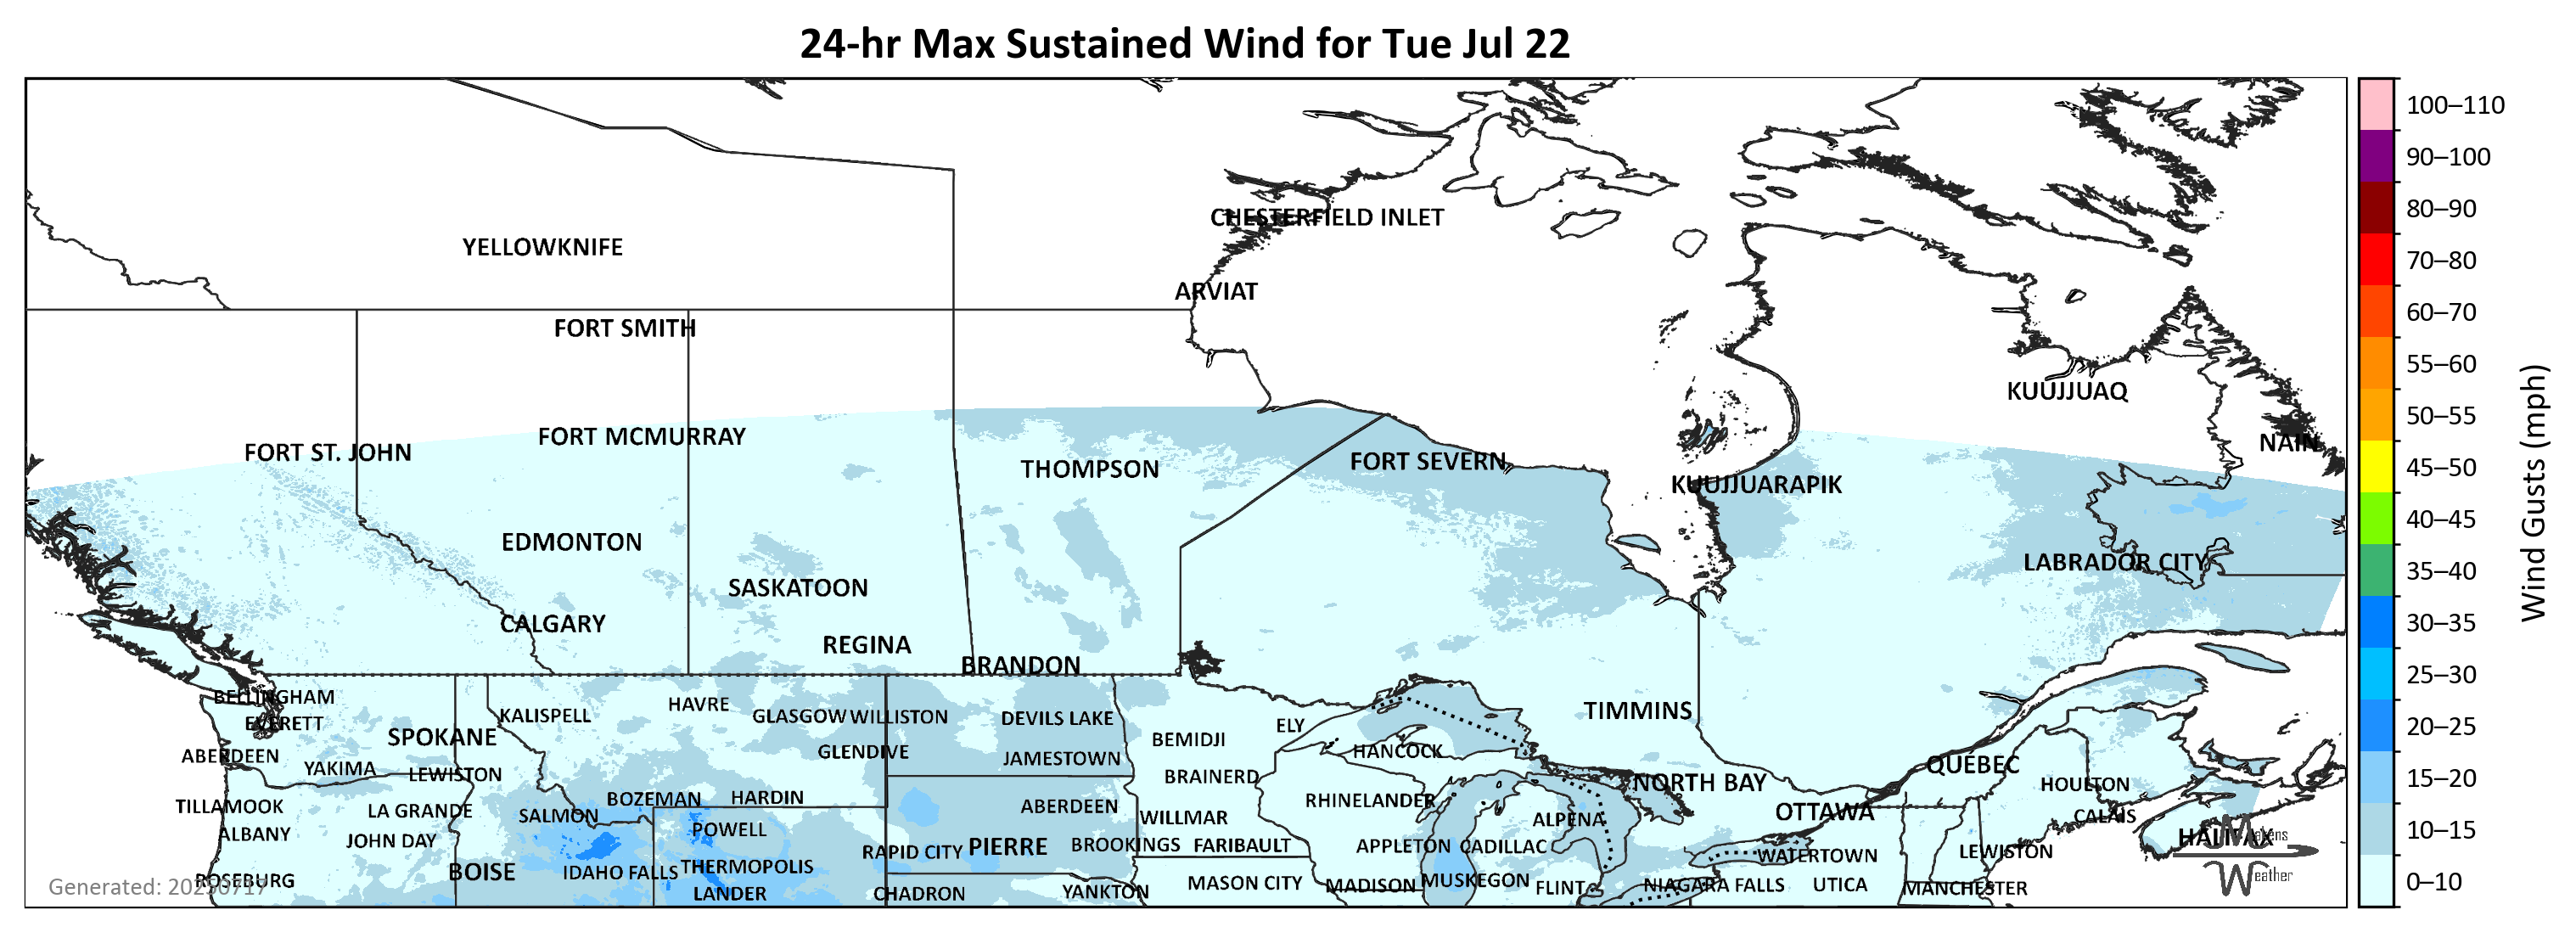 24-hr Max Sustained Wind for Tue Jul 22
100–110
90–100
80–90
CHESTERFIELD INLET
YELLOWKNIFE
70–80
ARVIAT
60–70
FORT SMITH
55–60
KUUJJUAQ
50–55
FORT MCMURRAY
NAIN
FORT ST. JOHN
FORT SEVERN
THOMPSON
45–50
KUUJJUARAPIK
Wind Gusts (mph)
40–45
EDMONTON
LABRADOR CITY
35–40
SASKATOON
CALGARY
30–35
REGINA
BRANDON
25–30
BELLINGHAM
HAVRE
TIMMINS
KALISPELL
GLASGOW WILLISTON
DEVILS LAKE
EVERETT
ELY
20–25
SPOKANE
BEMIDJI
HANCOCK
GLENDIVE
ABERDEEN
JAMESTOWN
QUÉBEC
YAKIMA
LEWISTON
BRAINERD
15–20
NORTH BAY
HOULTON
BOZEMAN
HARDIN
RHINELANDER
TILLAMOOK
LA GRANDE
ABERDEEN
OTTAWA
SALMON
WILLMAR
ALPENA
CALAIS
POWELL
10–15
ALBANY
JOHN DAY
HALIFAX
Makens
Weather
BROOKINGS
FARIBAULT
APPLETON
CADILLAC
RAPID CITY
PIERRE
LEWISTON
WATERTOWN
THERMOPOLIS
BOISE
IDAHO FALLS
ROSEBURG
MUSKEGON
0–10
MASON CITY
MADISON
NIAGARA FALLS
UTICA
Generated: 20250717
FLINT
MANCHESTER
LANDER
CHADRON
YANKTON